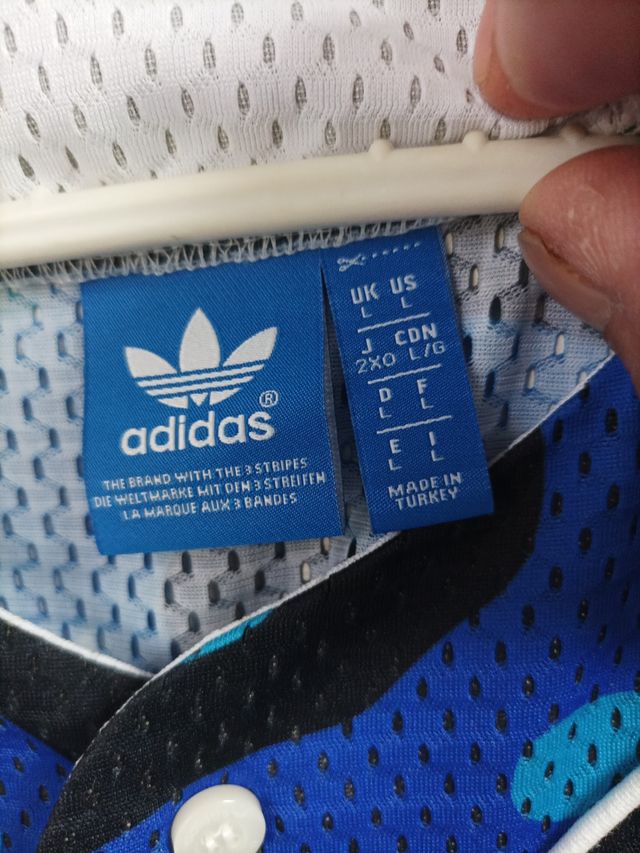 adidas®
THE BRAND WITH THE 3 STRIPES
DIE WELTMARKE MIT DEN 3 STREIFEN
LA MARQUE AUX 3 BANDES
UK US
L L
J CDN
2XO L/G
D F
L L
E I
L L
MADE IN
TURKEY